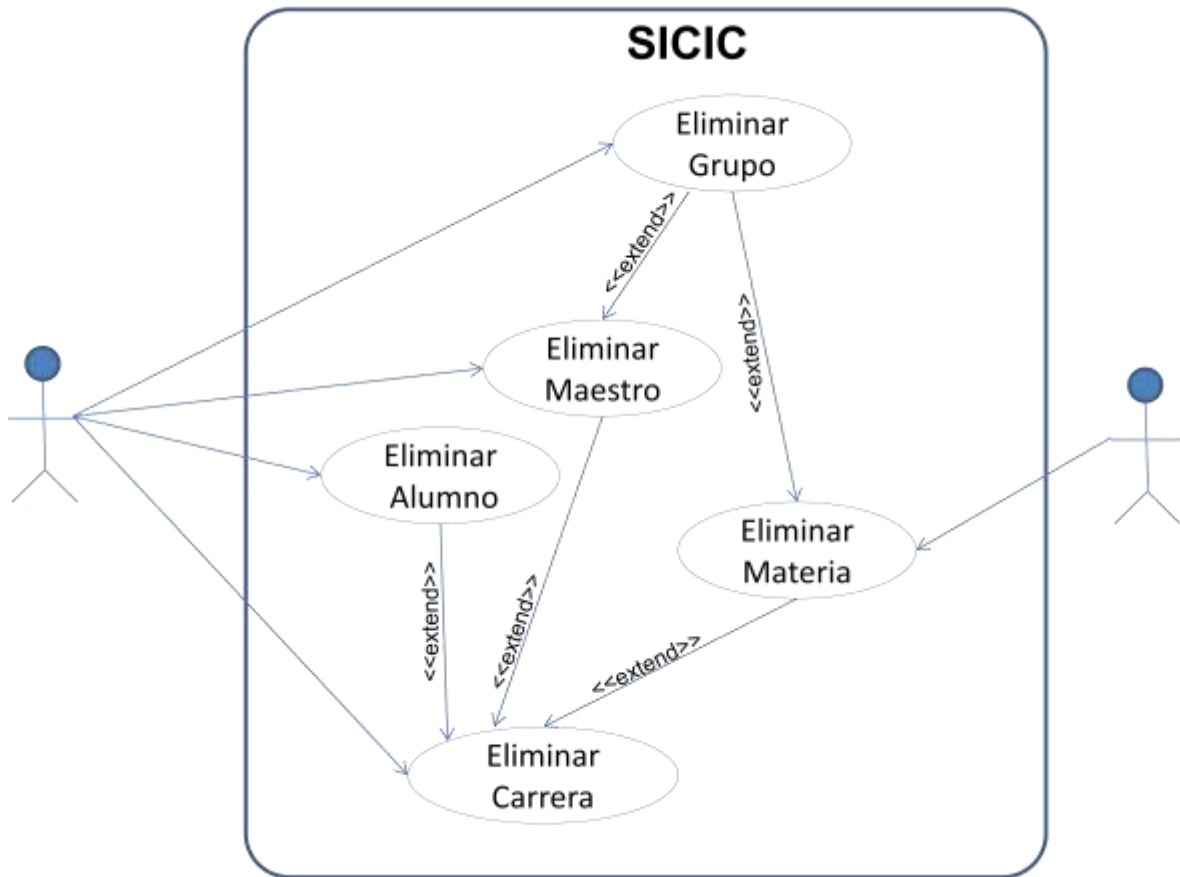 SICIC
Eliminar
Grupo
<<extend>>
<<extend>>
Eliminar
Maestro
Eliminar
Alumno
Eliminar
Materia
<<extend>>
<<extend>>
<<extend>>
Eliminar
Carrera